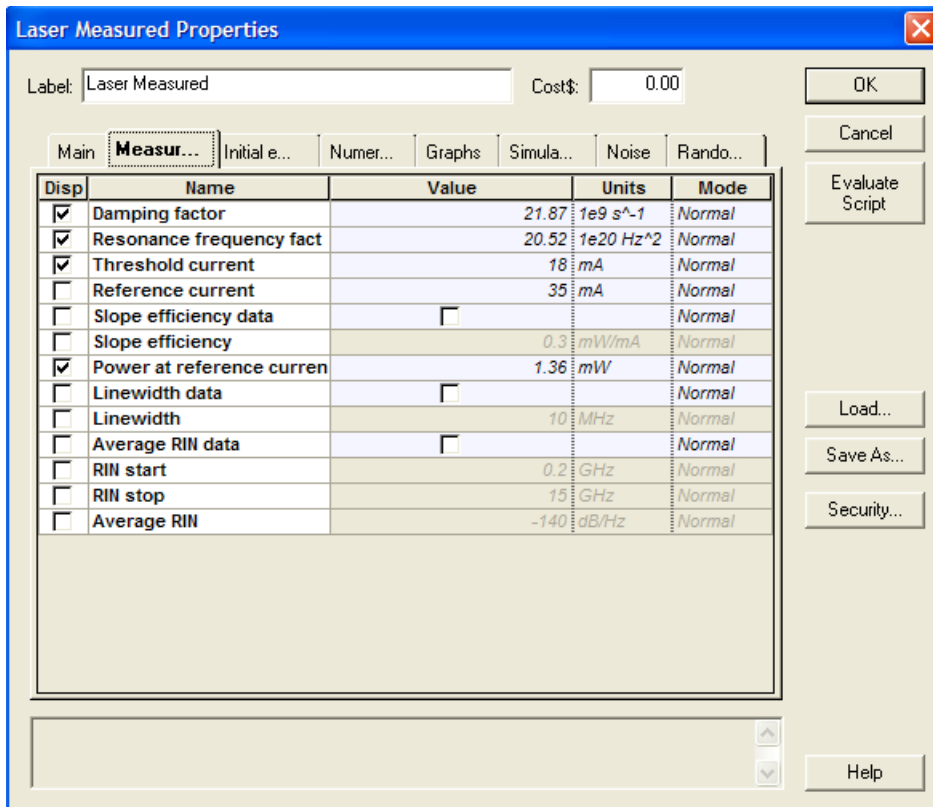 Laser Measured Properties
Label: Laser Measured Cost$: 0.00 OK
Cancel
Main Measur... Initial e... Numer... Graphs Simula... Noise Rando...
Evaluate Script
Disp Name Value Units Mode
Damping factor 21.87 1e9 s^-1 Normal
Resonance frequency fact 20.52 1e20 Hz^2 Normal
Threshold current 18 mA Normal
Reference current 35 mA Normal
Slope efficiency data Normal
Slope efficiency 0.3 mW/mA Normal
Power at reference curren 1.36 mW Normal
Linewidth data Normal
Linewidth 10 MHz Normal
Average RIN data Normal
RIN start 0.2 GHz Normal
RIN stop 15 GHz Normal
Average RIN -140 dB/Hz Normal
Load...
Save As...
Security...
Help